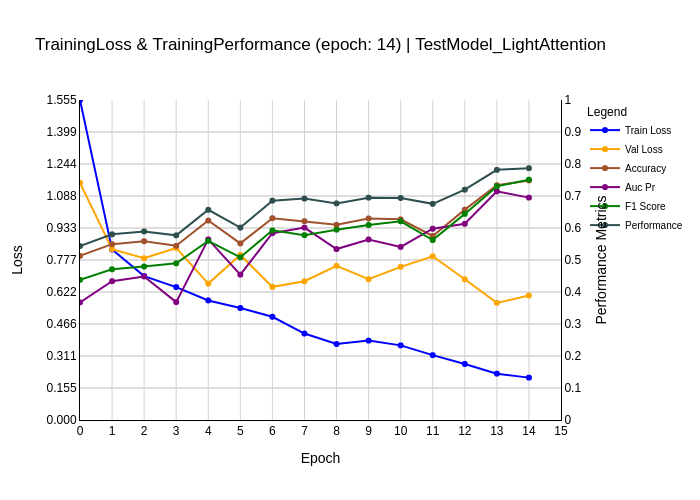 TrainingLoss & TrainingPerformance (epoch: 14) | TestModel_LightAttention
Legend
Train Loss
Val Loss
Accuracy
Auc Pr
F1 Score
Performance
Loss
1.555
1.399
1.244
1.088
0.933
0.777
0.622
0.466
0.311
0.155
0.000
1
0.9
0.8
0.7
0.6
0.5
0.4
0.3
0.2
0.1
0
Performance Metrics
0 1 2 3 4 5 6 7 8 9 10 11 12 13 14 15
Epoch